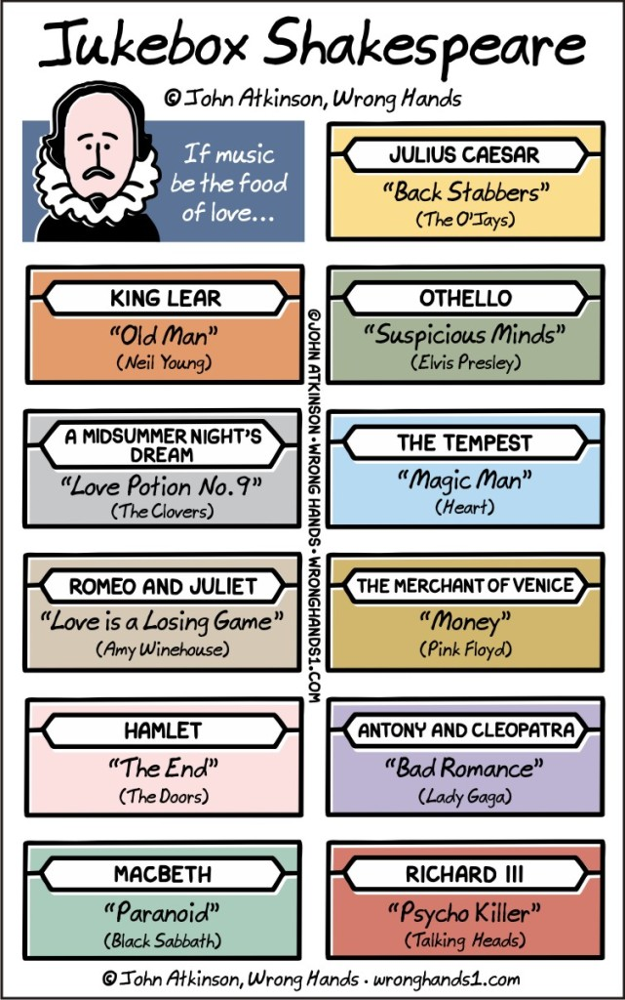 Jukebox Shakespeare
© John Atkinson, Wrong Hands
If music
be the food
of love...
JULIUS CAESAR
“Back Stabbers”
(The O'Jays)
KING LEAR
“Old Man”
(Neil Young)
OTHELLO
“Suspicious Minds”
(Elvis Presley)
A MIDSUMMER NIGHT'S
DREAM
“Love Potion No. 9”
(The Clovers)
THE TEMPEST
“Magic Man”
(Heart)
ROMEO AND JULIET
“Love is a Losing Game”
(Amy Winehouse)
THE MERCHANT OF VENICE
“Money”
(Pink Floyd)
HAMLET
“The End”
(The Doors)
ANTONY AND CLEOPATRA
“Bad Romance”
(Lady Gaga)
MACBETH
“Paranoid”
(Black Sabbath)
RICHARD III
“Psycho Killer”
(Talking Heads)
©JOHN ATKINSON • WRONG HANDS • WRONGHANDS1.COM
© John Atkinson, Wrong Hands • wronghands1.com